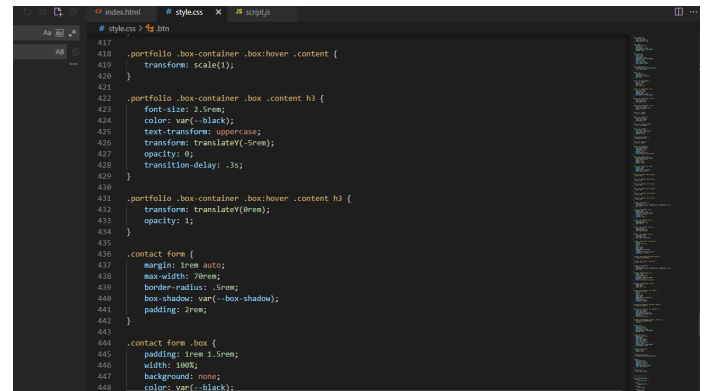 index.html
# style.css
JS script.js
# style.css > .btn
Aa Ab
AB
417
418 .portfolio .box-container .box:hover .content {
419 transform: scale(1);
420 }
421
422 .portfolio .box-container .box .content h3 {
423 font-size: 2.5rem;
424 color: var(--black);
425 text-transform: uppercase;
426 transform: translateY(-5rem);
427 opacity: 0;
428 transition-delay: .3s;
429 }
430
431 .portfolio .box-container .box:hover .content h3 {
432 transform: translateY(0rem);
433 opacity: 1;
434 }
435
436 .contact form {
437 margin: 1rem auto;
438 max-width: 70rem;
439 border-radius: .5rem;
440 box-shadow: var(--box-shadow);
441 padding: 2rem;
442 }
443
444 .contact form .box {
445 padding: 1rem 1.5rem;
446 width: 100%;
447 background: none;
448 color: var(--black);